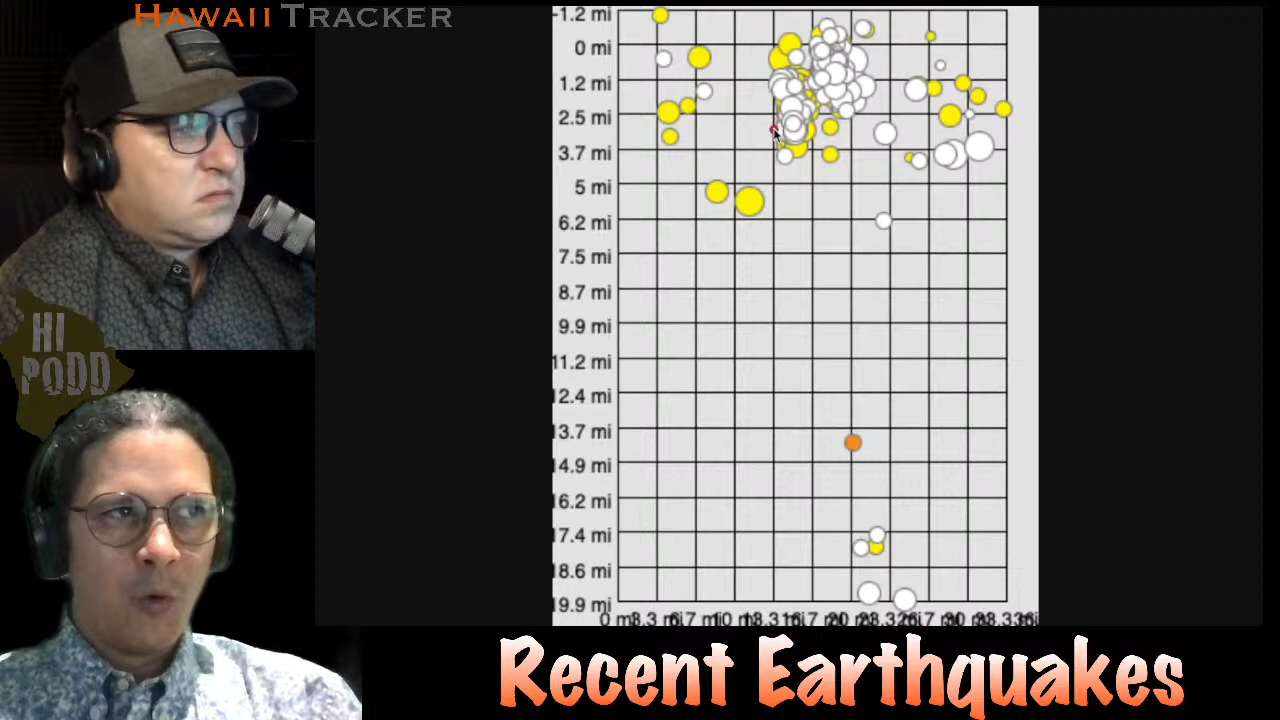 HAWAII TRACKER
HI
PODD
-1.2 mi
0 mi
1.2 mi
2.5 mi
3.7 mi
5 mi
6.2 mi
7.5 mi
8.7 mi
9.9 mi
11.2 mi
12.4 mi
13.7 mi
14.9 mi
16.2 mi
17.4 mi
18.6 mi
19.9 mi
0 m
Recent Earthquakes